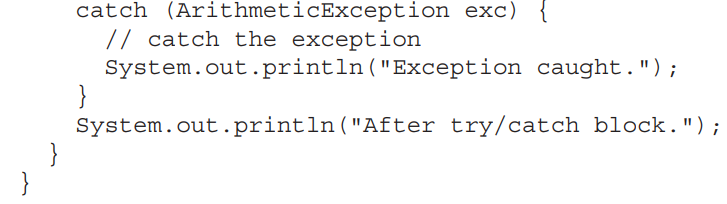 catch (ArithmeticException exc) {
// catch the exception
System.out.println("Exception caught.");
}
System.out.println("After try/catch block.");
}
}